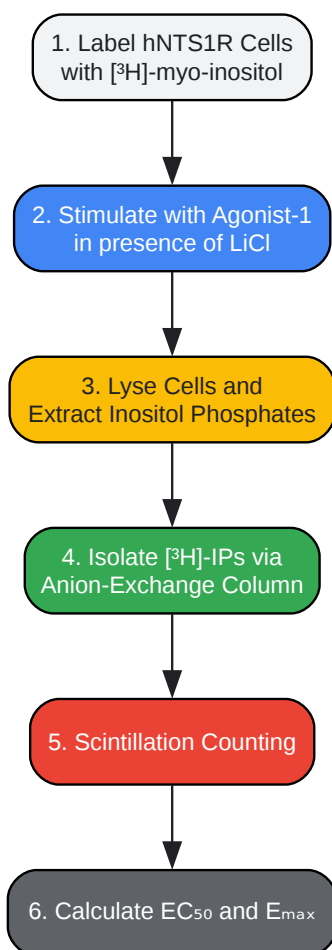 1. Label hNTS1R Cells
with [³H]-myo-inositol
2. Stimulate with Agonist-1
in presence of LiCl
3. Lyse Cells and
Extract Inositol Phosphates
4. Isolate [³H]-IPs via
Anion-Exchange Column
5. Scintillation Counting
6. Calculate EC₅₀ and Eₘₐₓ